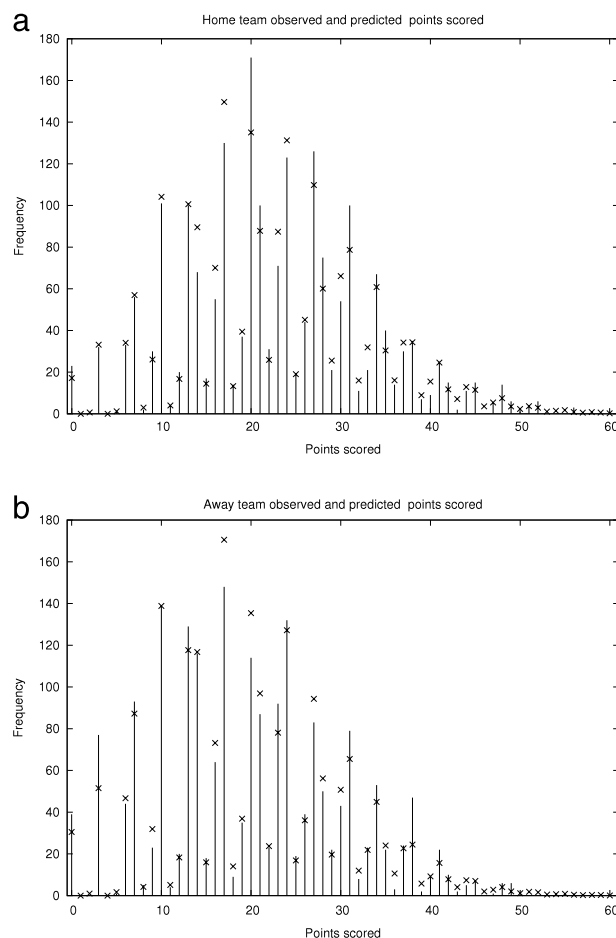 a
Home team observed and predicted points scored
180
160
140
120
100
80
60
40
20
0
Frequency
0 10 20 30 40 50 60
Points scored
b
Away team observed and predicted points scored
180
160
140
120
100
80
60
40
20
0
Frequency
0 10 20 30 40 50 60
Points scored